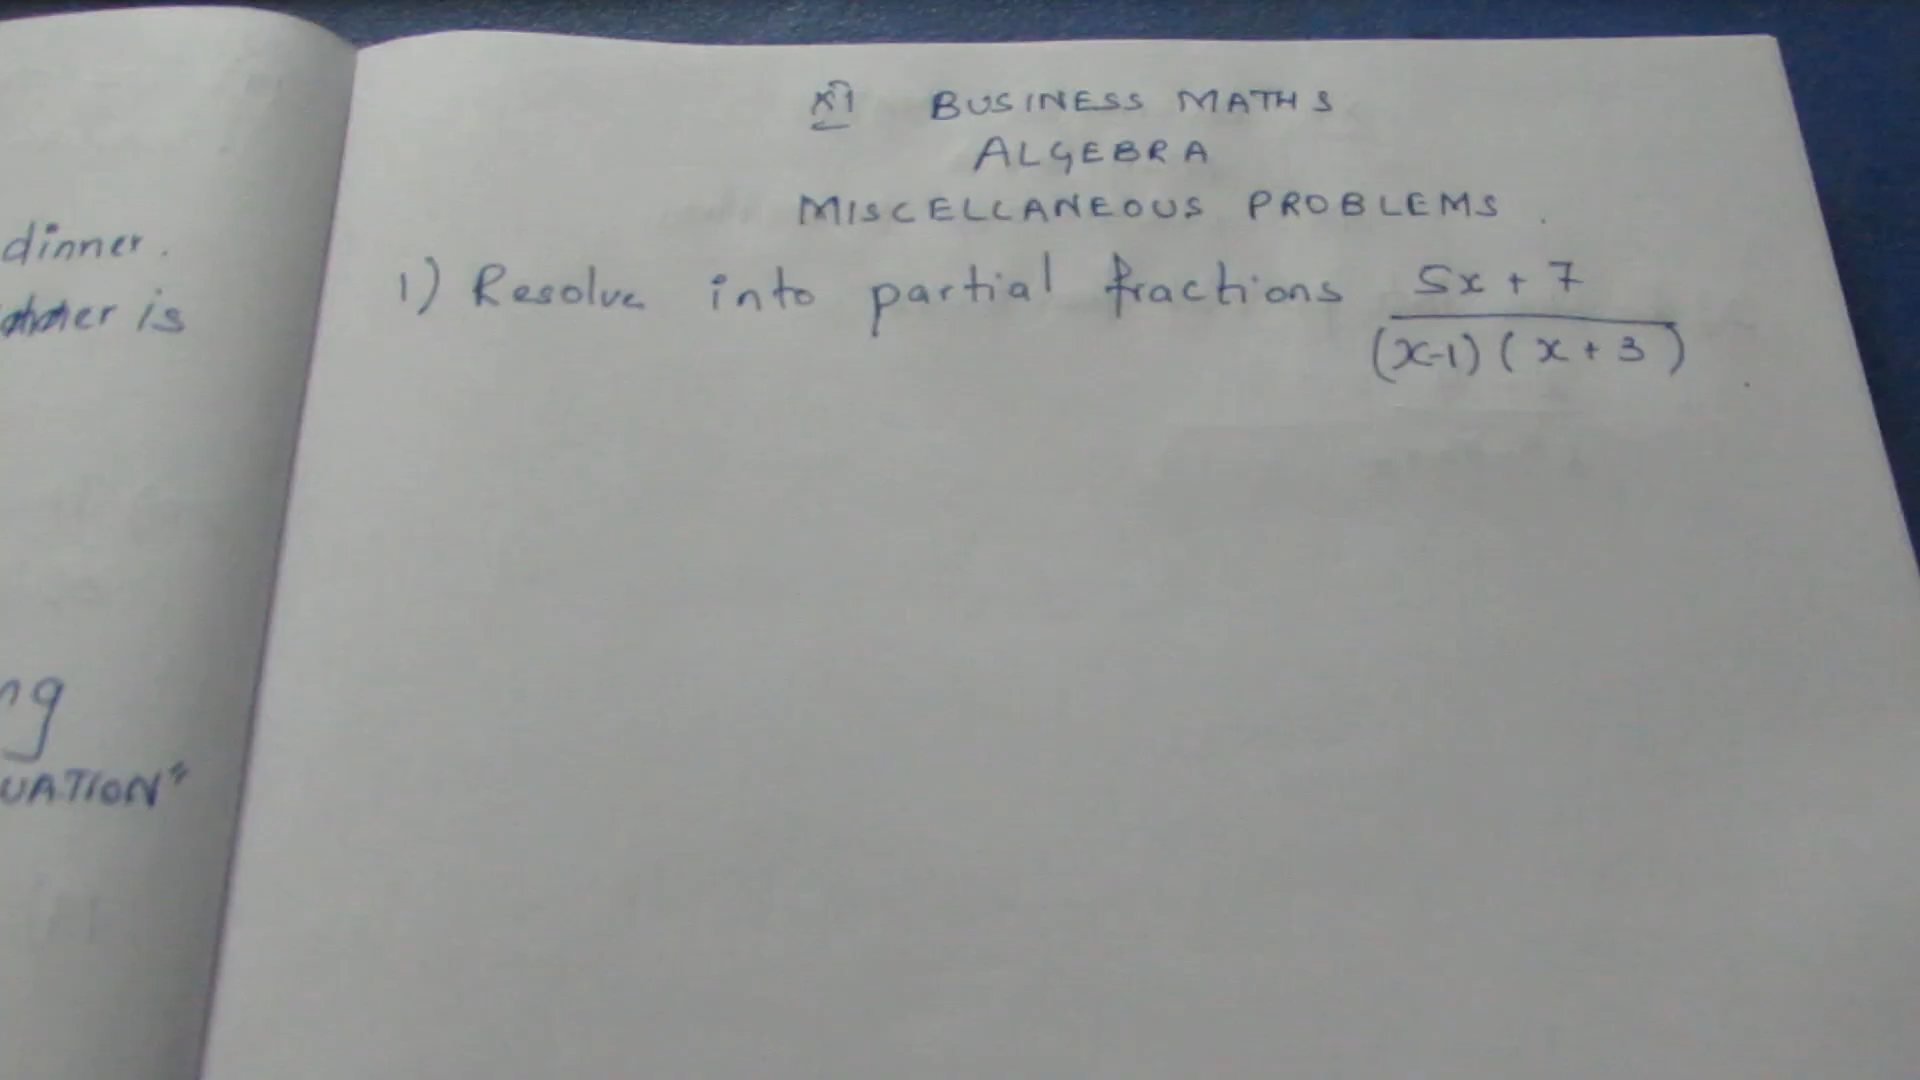 dinner.
er is
ng
UATION"
XI BUSINESS MATHS
ALGEBRA
MISCELLANEOUS PROBLEMS.
1) Resolve into partial fractions 5x + 7
(x-1) ( x + 3 )